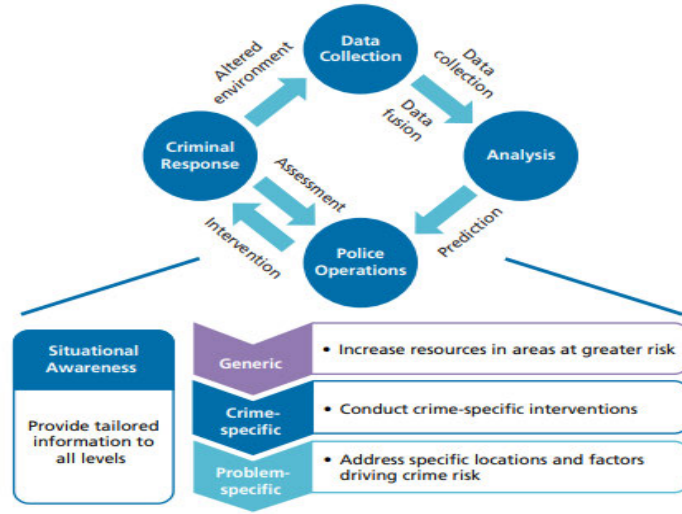 Data
Collection
Altered
environment
Data
collection
Data
fusion
Criminal
Response
Analysis
Assessment
Intervention
Prediction
Police
Operations
Situational
Awareness
Provide tailored
information to
all levels
Generic
• Increase resources in areas at greater risk
Crime-
specific
• Conduct crime-specific interventions
Problem-
specific
• Address specific locations and factors
driving crime risk